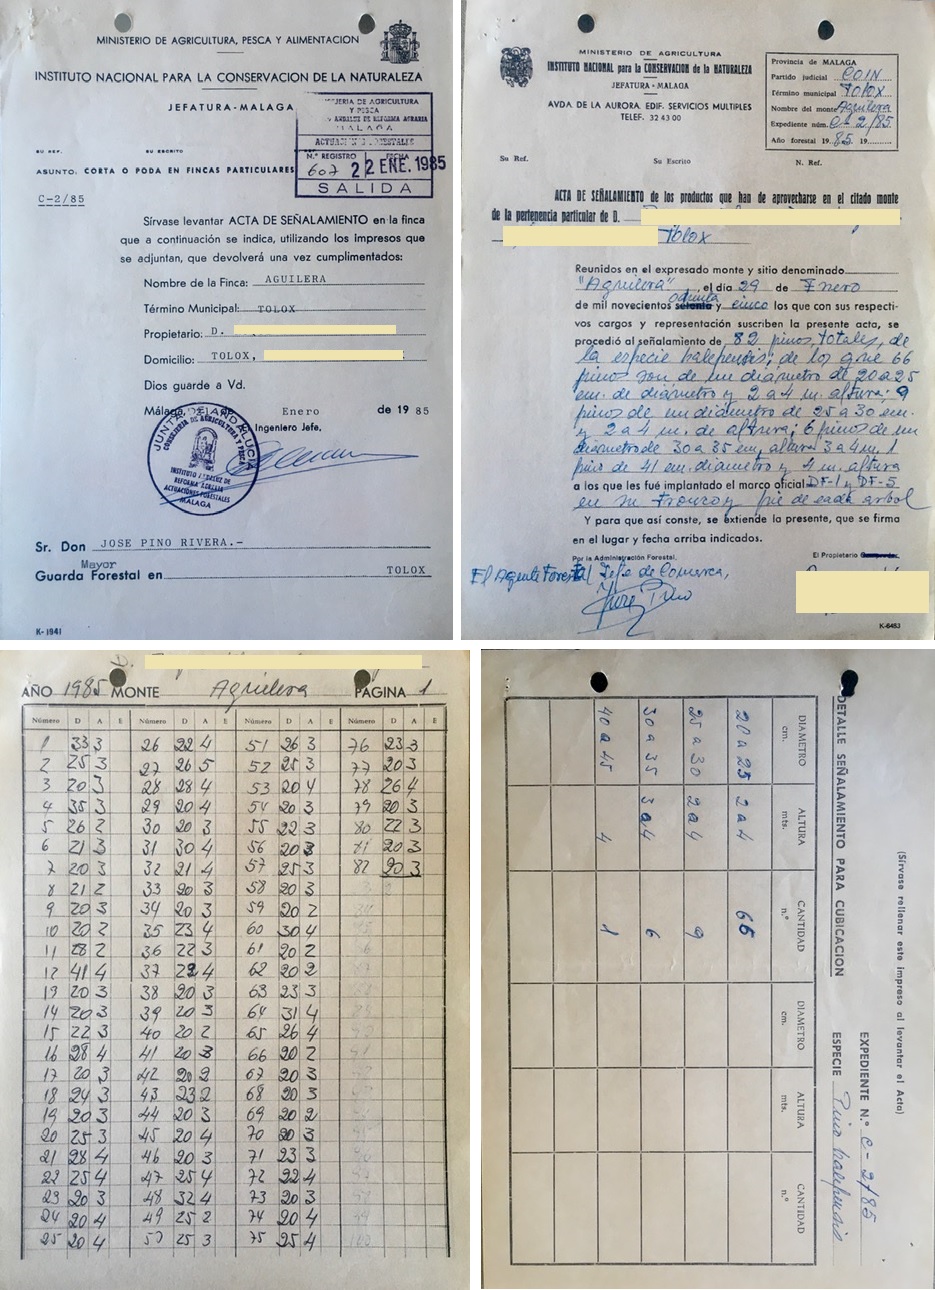 MINISTERIO DE AGRICULTURA, PESCA Y ALIMENTACION
INSTITUTO NACIONAL PARA LA CONSERVACION DE LA NATURALEZA
JEFATURA-MALAGA
JERIA DE AGRICULTURA
Y PESCA
ANDALUZ DE REFORMA AGRARIA
MALAGA
N.º REGISTRO
607 22 ENE. 1985
SALIDA
SU REF. SU ESCRITO
ASUNTO: CORTA O PODA EN FINCAS PARTICULARES
C-2/85
Sírvase levantar ACTA DE SEÑALAMIENTO en la finca
que a continuación se indica, utilizando los impresos que
se adjuntan, que devolverá una vez cumplimentados:
Nombre de la Finca: AGUILERA
Término Municipal: TOLOX
Propietario: D.
Domicilio: TOLOX,
Dios guarde a Vd.
Málaga, de Enero de 1985
Ingeniero Jefe,
JUNTA DE ANDALUCIA
CONSEJERIA DE AGRICULTURA Y PESCA
INSTITUTO ANDALUZ DE
REFORMA AGRARIA
ACTUACIONES FORESTALES
MALAGA
Sr. Don JOSE PINO RIVERA.-
Mayor
Guarda Forestal en TOLOX
K-1941
MINISTERIO DE AGRICULTURA
INSTITUTO NACIONAL para la CONSERVACION de la NATURALEZA
JEFATURA - MALAGA
AVDA. DE LA AURORA. EDIF. SERVICIOS MULTIPLES
TELEF. 32 43 00
Provincia de MALAGA
Partido judicial COIN
Término municipal Tolox
Nombre del monte Aguilera
Expediente núm. C-2/85
Año forestal 1985 19
Su Ref. Su Escrito N. Ref.
ACTA DE SEÑALAMIENTO de los productos que han de aprovecharse en el citado monte
de la pertenencia particular de D.
Tolox
Reunidos en el expresado monte y sitio denominado
"Aguilera", el día 29 de Enero
de mil novecientos setenta ochenta y cinco los que con sus respecti-
vos cargos y representación suscriben la presente acta, se
procedió al señalamiento de 82 pinos, totales, de
la especie halepensis; de los que 66
pinos son de un diámetro de 20 a 25
cm. de diámetro y 2 a 4 m. altura; 9
pinos de un diámetro de 25 a 30 cm.
y 2 a 4 m. de altura; 6 pinos de un
diámetro de 30 a 35 cm, altura 3 a 4 m. 1
pino de 41 cm. diámetro y 4 m. altura
a los que les fué implantado el marco oficial DF-1 y DF-5
en su tronco y pie de cada arbol
Y para que así conste, se extiende la presente, que se firma
en el lugar y fecha arriba indicados.
Por la Administración Forestal. El Propietario
El Agente Forestal Jefe de Comarca,
José Pino
K-6483
D.
AÑO 1985 MONTE Aguilera PÁGINA 1
Número D A E Número D A E Número D A E Número D A E
1 33 3 26 22 4 51 26 3 76 23 3
2 25 3 27 26 5 52 25 3 77 20 3
3 20 3 28 28 4 53 20 4 78 26 4
4 35 3 29 20 4 54 20 3 79 20 3
5 26 2 30 20 3 55 22 3 80 22 3
6 21 3 31 30 4 56 20 3 81 20 3
7 20 3 32 21 4 57 25 3 82 20 3
8 21 2 33 20 3 58 20 3
9 20 3 34 20 3 59 20 2
10 20 2 35 23 4 60 30 4
11 28 2 36 22 3 61 20 2
12 41 4 37 22 4 62 20 2
13 20 3 38 20 3 63 23 3
14 20 3 39 20 3 64 31 4
15 22 3 40 20 2 65 26 4
16 28 4 41 20 3 66 20 2
17 20 3 42 20 2 67 20 3
18 24 3 43 23 2 68 20 3
19 20 3 44 20 3 69 20 2
20 25 3 45 20 4 70 20 3
21 28 4 46 20 3 71 23 3
22 25 4 47 25 4 72 22 4
23 20 3 48 32 4 73 20 3
24 20 4 49 25 2 74 20 4
25 20 4 50 25 3 75 25 4
(Sírvase rellenar este impreso al levantar el Acta)
EXPEDIENTE N.º C-2/85
DETALLE SEÑALAMIENTO PARA CUBICACION ESPECIE Pino halepensis
DIAMETRO cm. ALTURA mts. CANTIDAD n.º DIAMETRO cm. ALTURA mts. CANTIDAD n.º
20 a 25 2 a 4 66
25 a 30 2 a 4 9
30 a 35 3 a 4 6
40 a 45 4 1